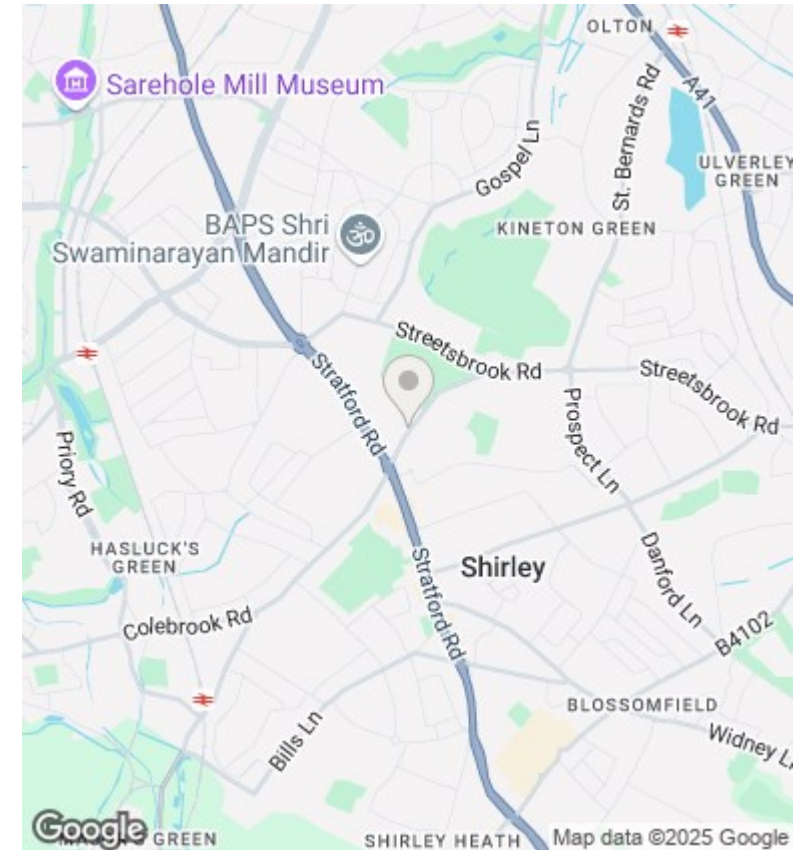 OLTON
A41
Sarehole Mill Museum
St. Bernards Rd
ULVERLEY
GREEN
Gospel Ln
BAPS Shri
Swaminarayan Mandir
KINETON GREEN
Streetsbrook Rd
Streetsbrook Rd
Stratford Rd
Prospect Ln
Priory Rd
HASLUCK'S
GREEN
Shirley
Stratford Rd
Danford Ln
Colebrook Rd
B4102
BLOSSOMFIELD
Bills Ln
Widney L
Google
GREEN
SHIRLEY HEATH
Map data ©2025 Google